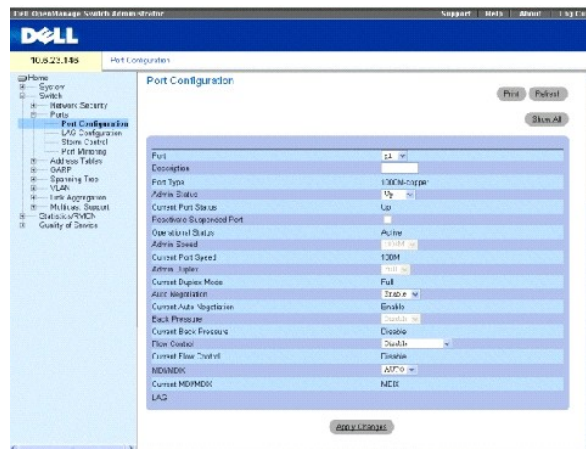 Dell OpenManage Switch Administrator
Support Help About Log Out
DELL
10.6.23.146
Port Configuration
Home
System
Switch
Network Security
Ports
Port Configuration
LAG Configuration
Storm Control
Port Mirroring
Address Tables
GARP
Spanning Tree
VLAN
Link Aggregation
Multicast Support
Statistics/RMON
Quality of Service
Port Configuration
Print Refresh
Show All
Port g1
Description
Port Type 1000M-copper
Admin Status Up
Current Port Status Up
Reactivate Suspended Port
Operational Status Active
Admin Speed
Current Port Speed 100M
Admin Duplex Full
Current Duplex Mode Full
Auto Negotiation Enable
Current Auto Negotiation Enable
Back Pressure Disable
Current Back Pressure Disable
Flow Control Disable
Current Flow Control Disable
MDI/MDIX AUTO
Current MDI/MDIX MDIX
LAG
Apply Changes